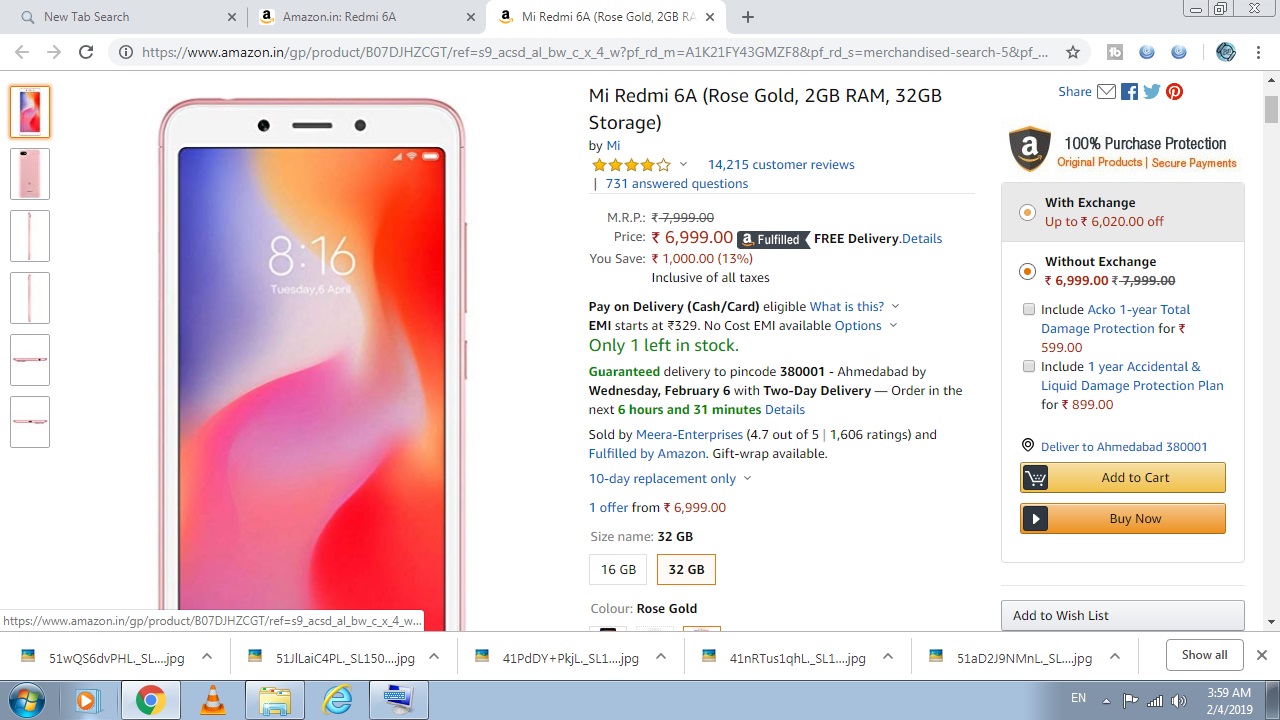 New Tab Search
Amazon.in: Redmi 6A
Mi Redmi 6A (Rose Gold, 2GB RA
https://www.amazon.in/gp/product/B07DJHZCGT/ref=s9_acsd_al_bw_c_x_4_w?pf_rd_m=A1K21FY43GMZF8&pf_rd_s=merchandised-search-5&pf_...
8:16
Tuesday,6 April
Mi Redmi 6A (Rose Gold, 2GB RAM, 32GB
Storage)
by Mi
14,215 customer reviews
| 731 answered questions
M.R.P.: ₹ 7,999.00
Price: ₹ 6,999.00 a Fulfilled FREE Delivery.Details
You Save: ₹ 1,000.00 (13%)
Inclusive of all taxes
Pay on Delivery (Cash/Card) eligible What is this?
EMI starts at ₹329. No Cost EMI available Options
Only 1 left in stock.
Guaranteed delivery to pincode 380001 - Ahmedabad by
Wednesday, February 6 with Two-Day Delivery — Order in the
next 6 hours and 31 minutes Details
Sold by Meera-Enterprises (4.7 out of 5 | 1,606 ratings) and
Fulfilled by Amazon. Gift-wrap available.
10-day replacement only
1 offer from ₹ 6,999.00
Size name: 32 GB
16 GB
32 GB
Colour: Rose Gold
Share
100% Purchase Protection
Original Products | Secure Payments
With Exchange
Up to ₹ 6,020.00 off
Without Exchange
₹ 6,999.00 ₹ 7,999.00
Include Acko 1-year Total
Damage Protection for ₹
599.00
Include 1 year Accidental &
Liquid Damage Protection Plan
for ₹ 899.00
Deliver to Ahmedabad 380001
Add to Cart
Buy Now
Add to Wish List
https://www.amazon.in/gp/product/B07DJHZCGT/ref=s9_acsd_al_bw_c_x_4_w...
51wQS6dvPHL._SL....jpg
51JlLaiC4PL._SL150....jpg
41PdDY+PkjL._SL1....jpg
41nRTus1qhL._SL1....jpg
51aD2J9NMnL._SL....jpg
Show all
EN
3:59 AM
2/4/2019